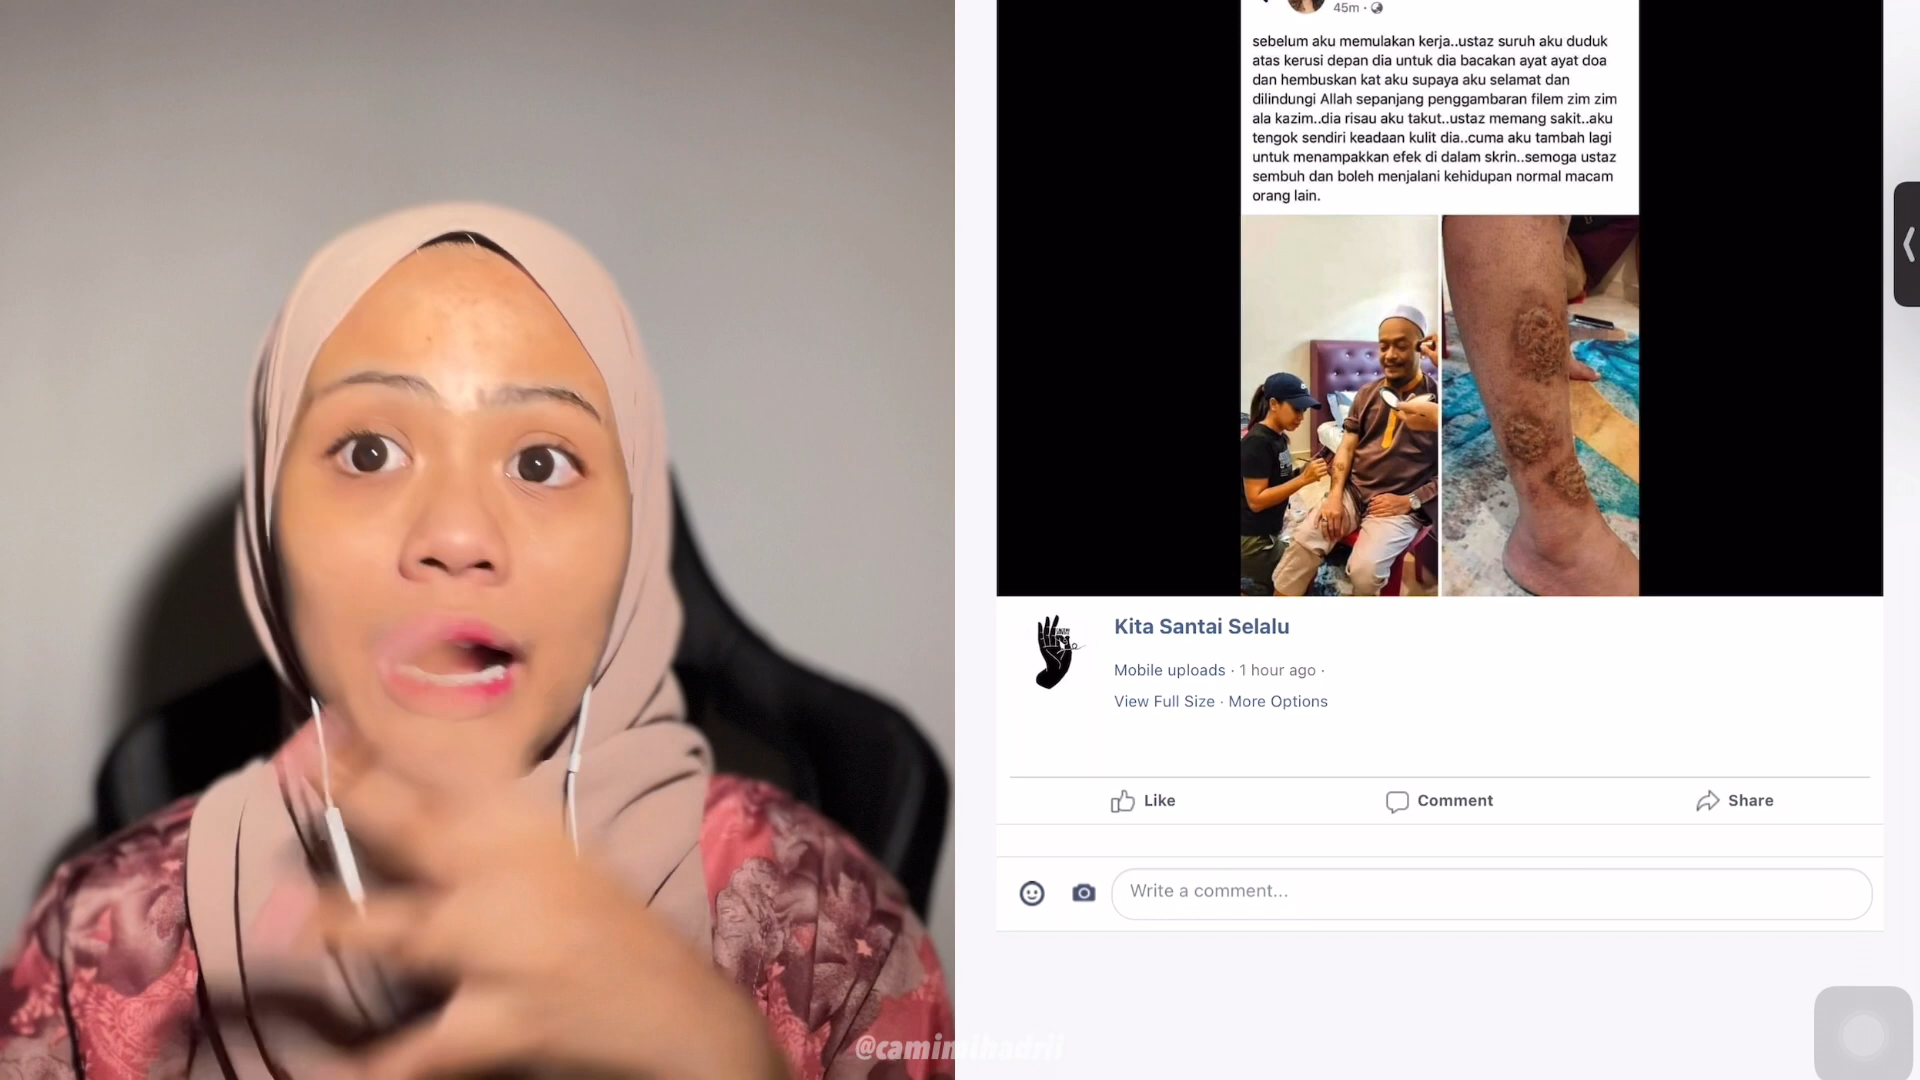 45m ·
sebelum aku memulakan kerja..ustaz suruh aku duduk
atas kerusi depan dia untuk dia bacakan ayat ayat doa
dan hembuskan kat aku supaya aku selamat dan
dilindungi Allah sepanjang penggambaran filem zim zim
ala kazim..dia risau aku takut..ustaz memang sakit..aku
tengok sendiri keadaan kulit dia..cuma aku tambah lagi
untuk menampakkan efek di dalam skrin..semoga ustaz
sembuh dan boleh menjalani kehidupan normal macam
orang lain.
Kita Santai Selalu
Mobile uploads · 1 hour ago ·
View Full Size · More Options
Like
Comment
Share
Write a comment...